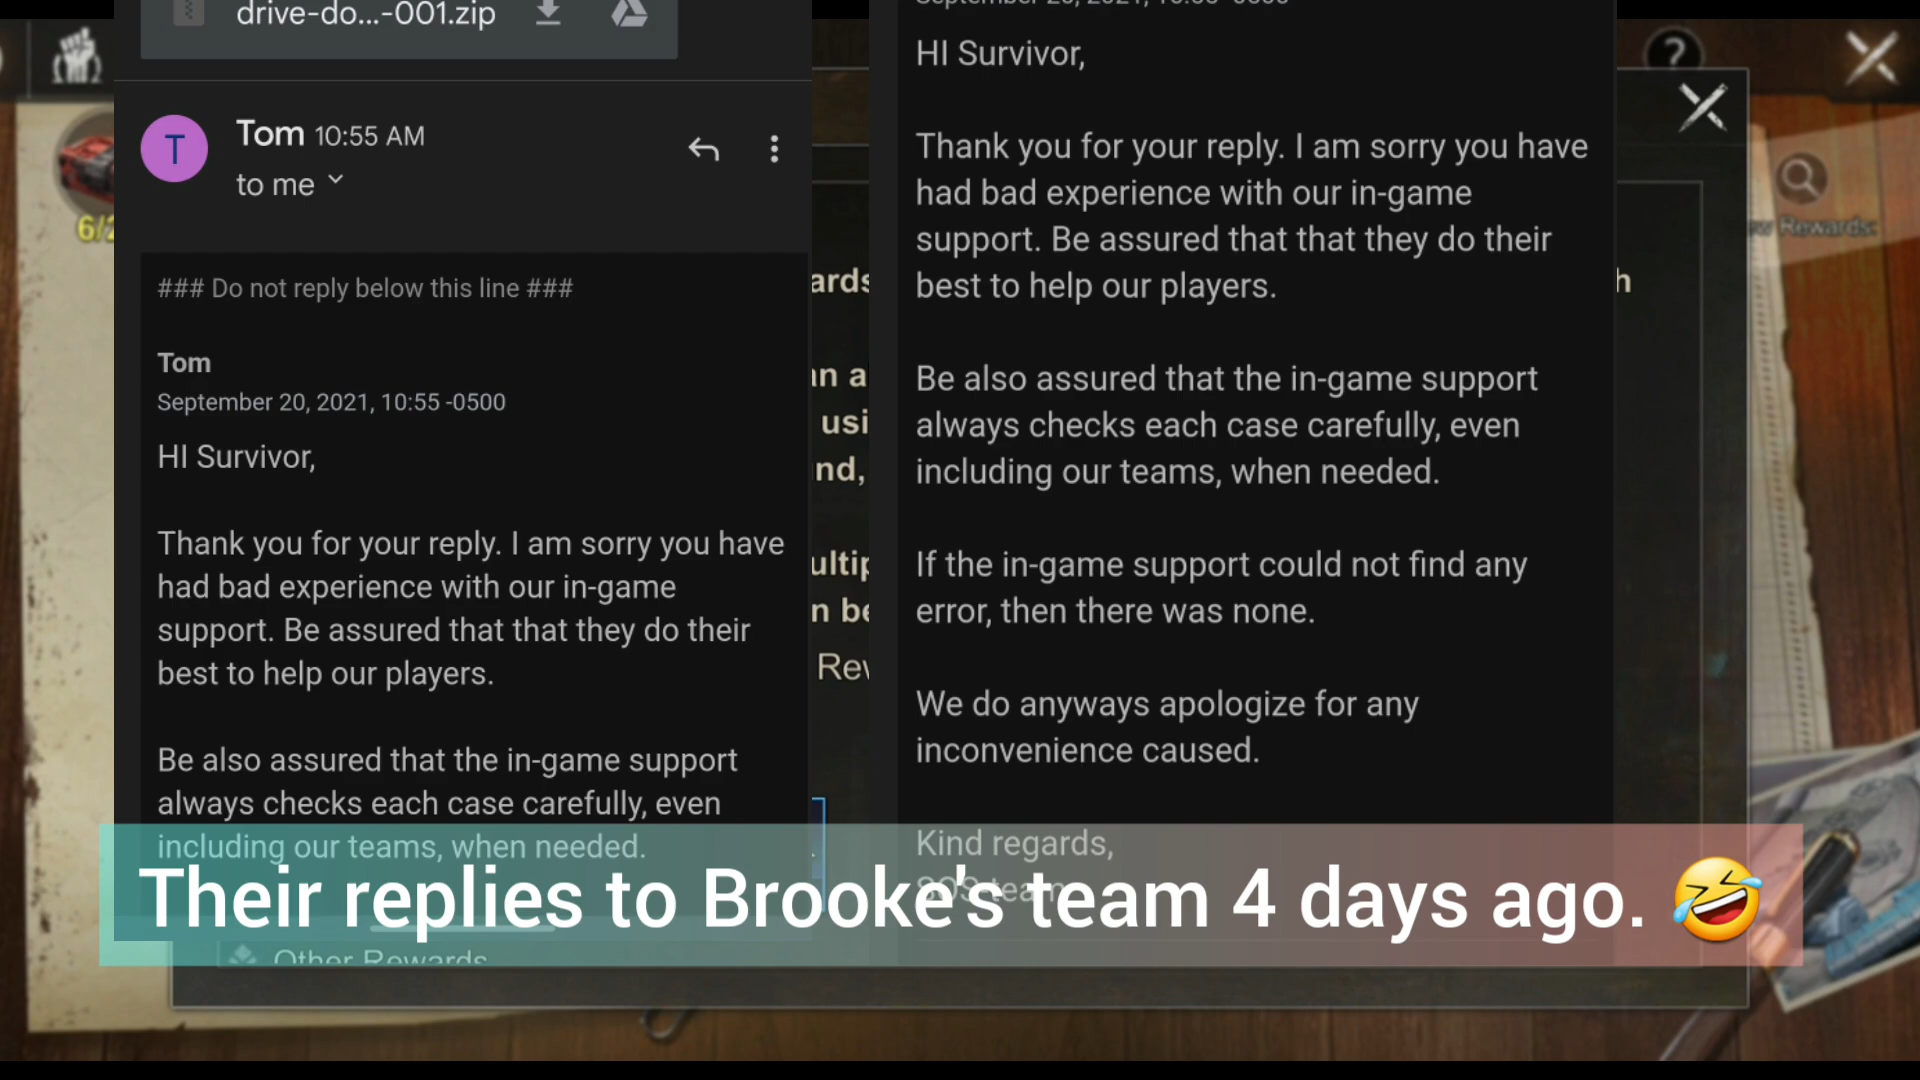 drive-do...-001.zip
Tom 10:55 AM
to me
T
### Do not reply below this line ###
Tom
September 20, 2021, 10:55 -0500
HI Survivor,
Thank you for your reply. I am sorry you have
had bad experience with our in-game
support. Be assured that that they do their
best to help our players.
Be also assured that the in-game support
always checks each case carefully, even
including our teams, when needed.
HI Survivor,
Thank you for your reply. I am sorry you have
had bad experience with our in-game
support. Be assured that that they do their
best to help our players.
Be also assured that the in-game support
always checks each case carefully, even
including our teams, when needed.
If the in-game support could not find any
error, then there was none.
We do anyways apologize for any
inconvenience caused.
Kind regards,
Their replies to Brooke's team 4 days ago. 🤣
Other Rewards
?
Rewards